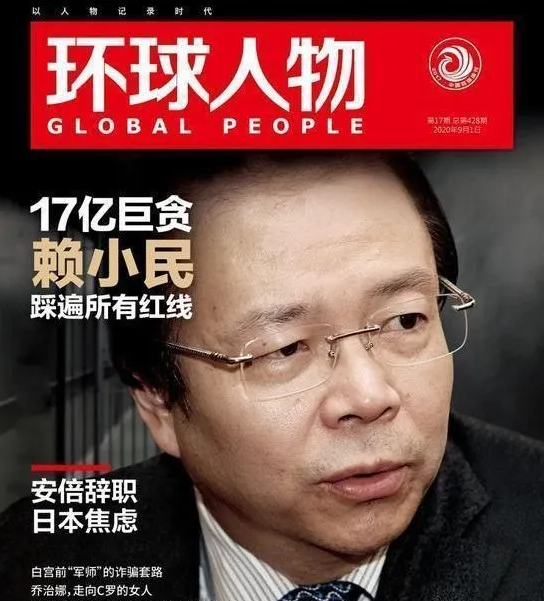 以人物记录时代
环球人物
GLOBAL PEOPLE
第17期 总第428期
2020年9月1日
17亿巨贪
赖小民
踩遍所有红线
安倍辞职
日本焦虑
白宫前“军师”的诈骗套路
乔治娜，走向C罗的女人